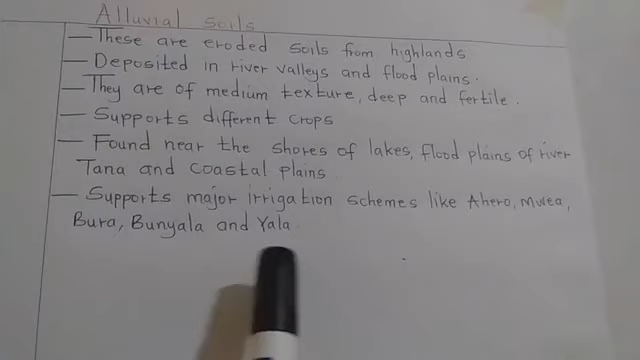 Alluvial soils
— These are eroded soils from highlands
— Deposited in river valleys and flood plains.
— They are of medium texture, deep and fertile.
— Supports different crops
— Found near the shores of lakes, flood plains of river
Tana and coastal plains
— Supports major irrigation schemes like Ahero, Mwea,
Bura, Bunyala and Yala.